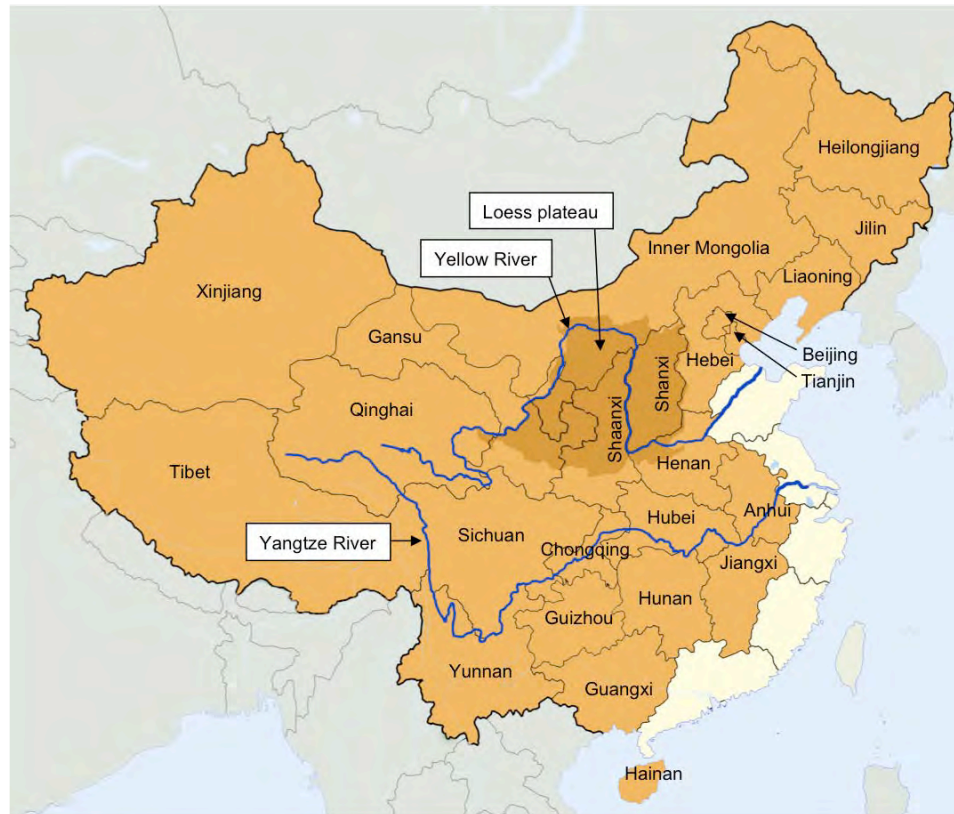 Heilongjiang
Loess plateau
Jilin
Yellow River
Inner Mongolia
Liaoning
Xinjiang
Gansu
Beijing
Hebei
Tianjin
Shanxi
Qinghai
Shaanxi
Tibet
Henan
Yangtze River
Sichuan
Hubei
Anhui
Chongqing
Jiangxi
Hunan
Guizhou
Yunnan
Guangxi
Hainan